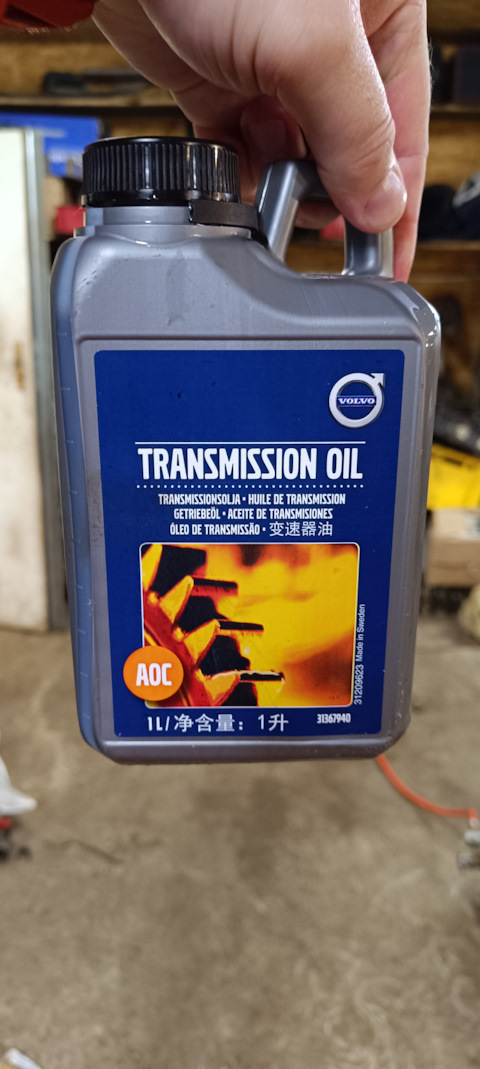 VOLVO
TRANSMISSION OIL
TRANSMISSIONSOLJA • HUILE DE TRANSMISSION
GETRIEBEÖL • ACEITE DE TRANSMISIONES
ÓLEO DE TRANSMISSÃO • 变速器油
31209623 Made in Sweden
AOC
1L/净含量：1升
31367940